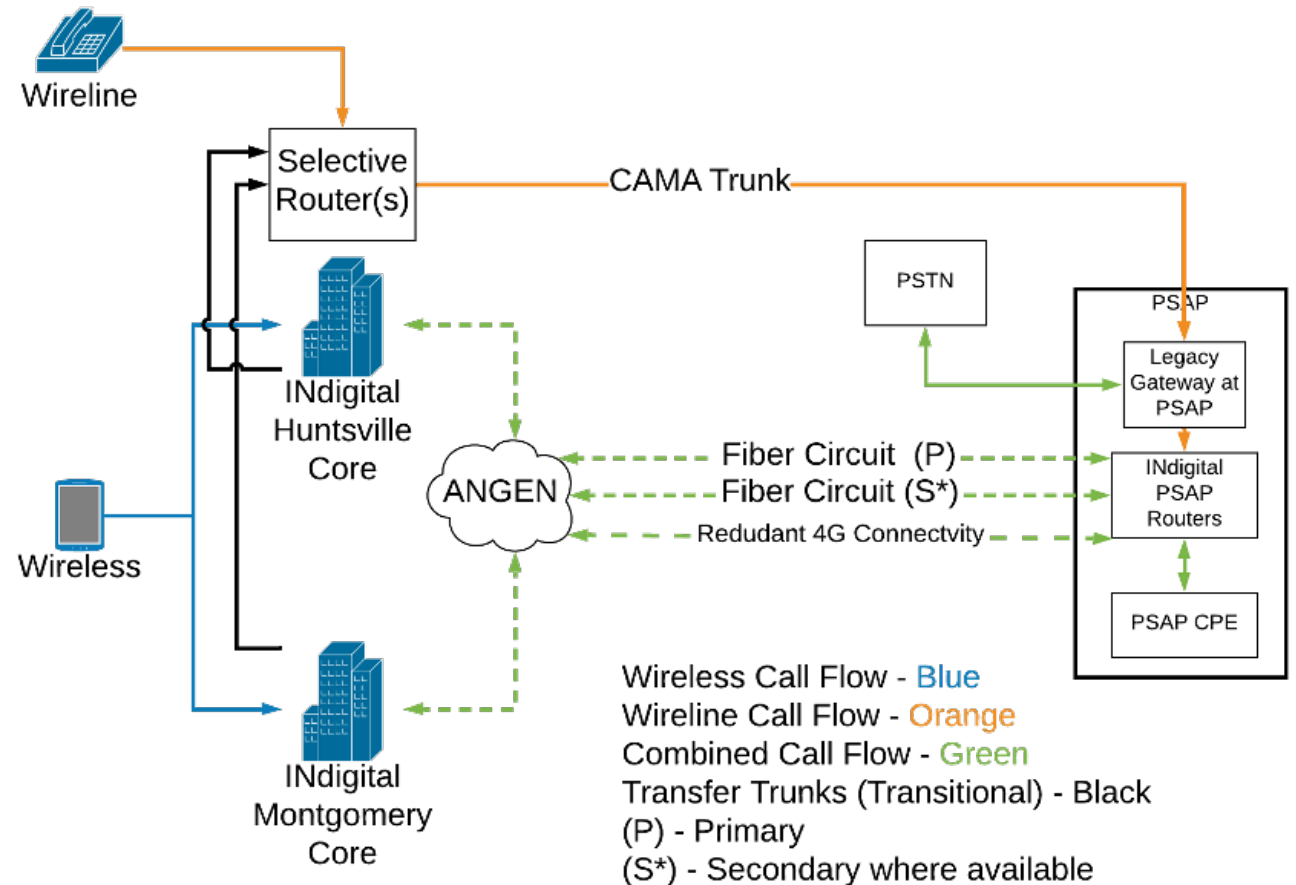 Wireline
Selective
Router(s)
CAMA Trunk
PSTN
PSAP
Legacy
Gateway at
PSAP
INdigital
Huntsville
Core
ANGEN
Fiber Circuit (P)
Fiber Circuit (S*)
Redudant 4G Connectvity
INdigital
PSAP
Routers
Wireless
PSAP CPE
INdigital
Montgomery
Core
Wireless Call Flow - Blue
Wireline Call Flow - Orange
Combined Call Flow - Green
Transfer Trunks (Transitional) - Black
(P) - Primary
(S*) - Secondary where available